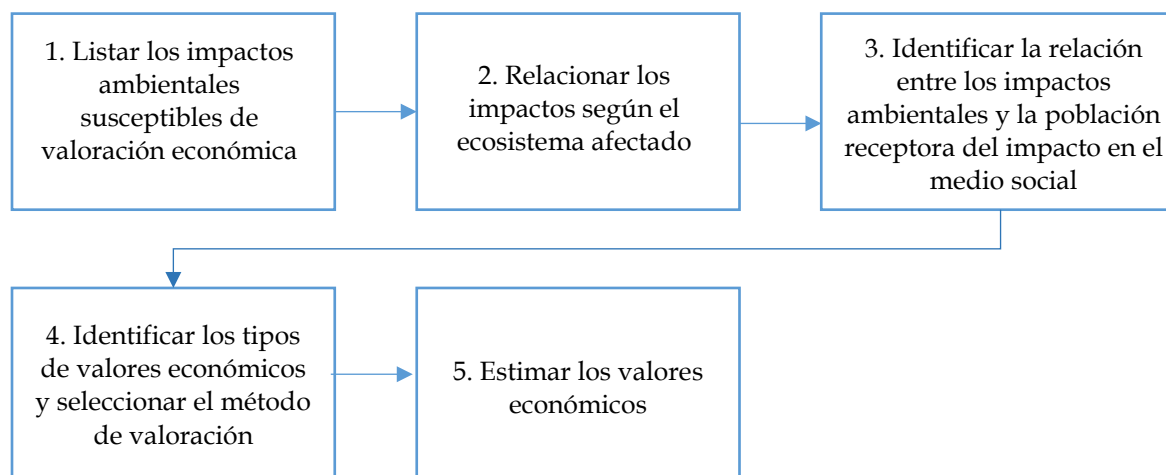 1. Listar los impactos
ambientales
susceptibles de
valoración económica
2. Relacionar los
impactos según el
ecosistema afectado
3. Identificar la relación
entre los impactos
ambientales y la población
receptora del impacto en el
medio social
4. Identificar los tipos
de valores económicos
y seleccionar el método
de valoración
5. Estimar los valores
económicos